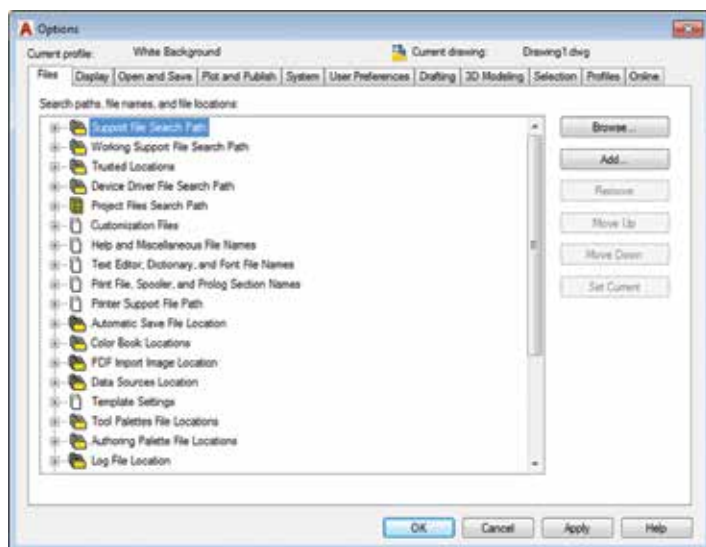 Options
Current profile: White Background Current drawing: Drawing1.dwg
Files Display Open and Save Plot and Publish System User Preferences Drafting 3D Modeling Selection Profiles Online
Search paths, file names, and file locations:
Support File Search Path
Working Support File Search Path
Trusted Locations
Device Driver File Search Path
Project Files Search Path
Customization Files
Help and Miscellaneous File Names
Text Editor, Dictionary, and Font File Names
Print File, Spooler, and Prolog Section Names
Printer Support File Path
Automatic Save File Location
Color Book Locations
PDF Import Image Location
Data Sources Location
Template Settings
Tool Palettes File Locations
Authoring Palette File Locations
Log File Location
Browse...
Add...
Remove
Move Up
Move Down
Set Current
OK Cancel Apply Help